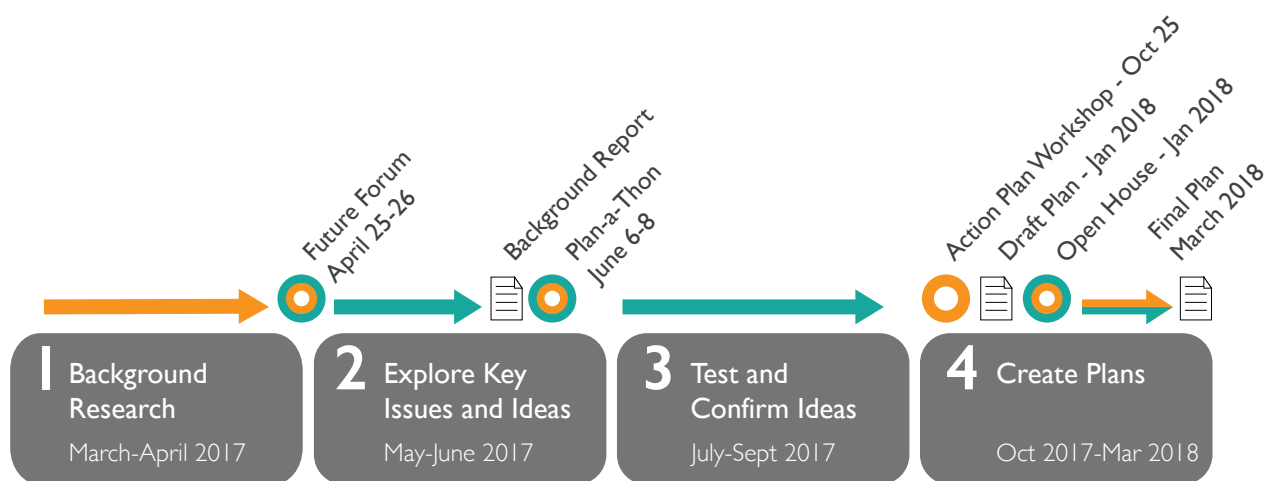 Future Forum
April 25-26
Background Report
Plan-a-Thon
June 6-8
Action Plan Workshop - Oct 25
Draft Plan - Jan 2018
Open House - Jan 2018
Final Plan
March 2018
1 Background
Research
March-April 2017
2 Explore Key
Issues and Ideas
May-June 2017
3 Test and
Confirm Ideas
July-Sept 2017
4 Create Plans
Oct 2017-Mar 2018